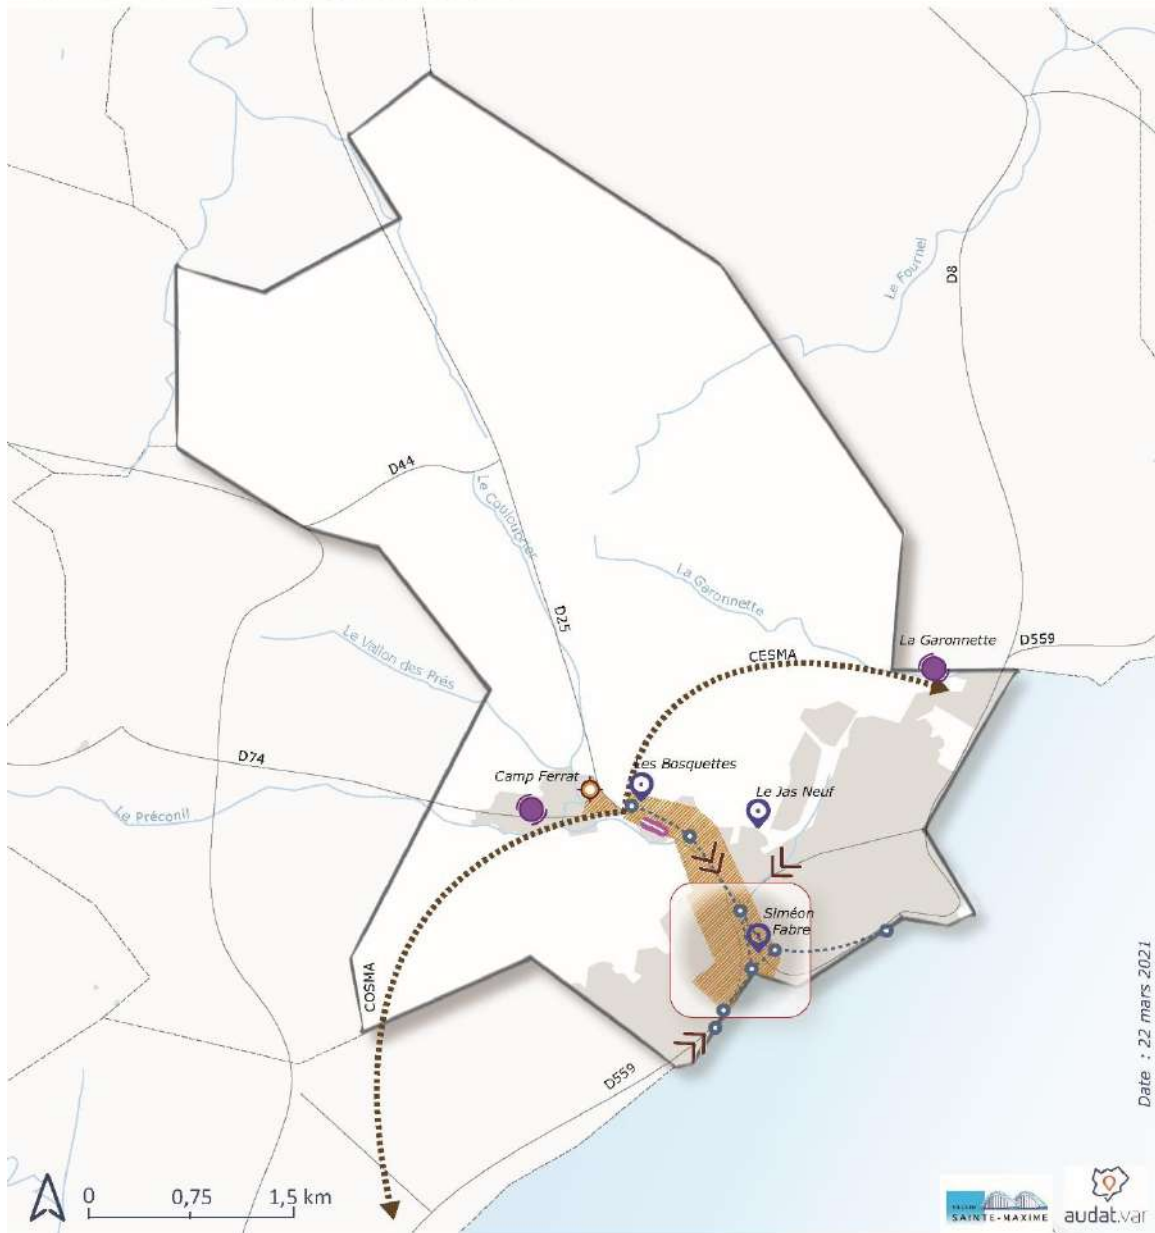 Le Fournel
D8
D44
Le Couloubrier
La Garonnette
D25
La Garonnette
D559
Le Vallon des Prés
CESMA
D74
Camp Ferrat
Les Bosquettes
Le Jas Neuf
Le Préconil
Siméon
Fabre
COSMA
D559
Date : 22 mars 2021
0
0,75
1,5 km
SAINTE-MAXIME
audat.var